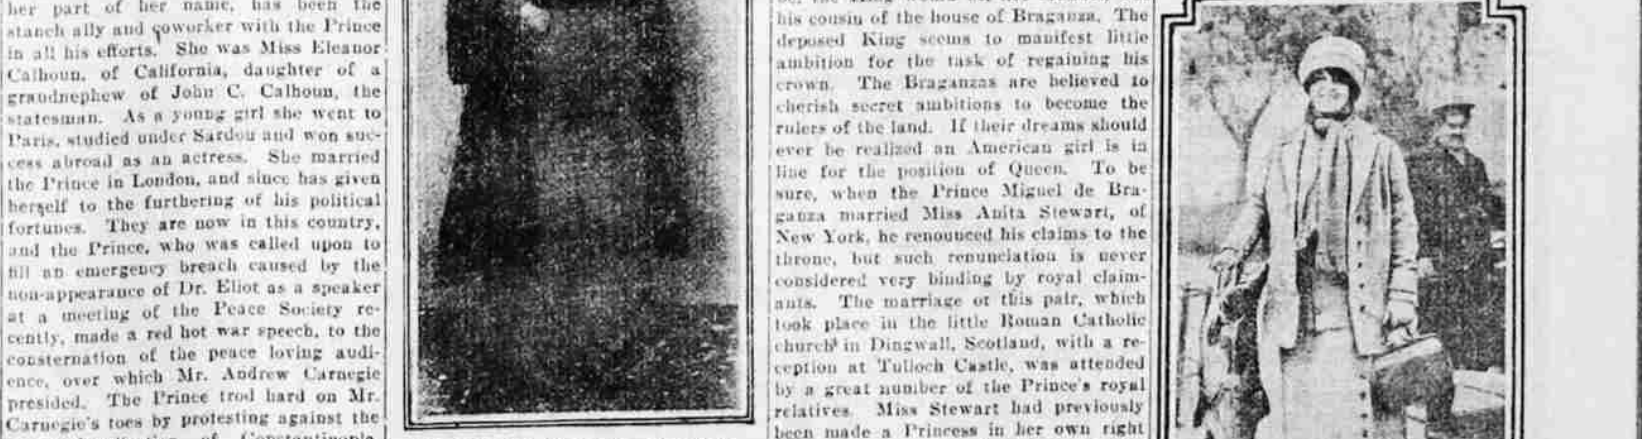 her part of her name, has been the
stanch ally and coworker with the Prince
in all his efforts. She was Miss Eleanor
Calhoun, of California, daughter of a
grandnephew of John C. Calhoun, the
statesman. As a young girl she went to
Paris, studied under Sardou and won suc-
cess abroad as an actress. She married
the Prince in London, and since has given
herself to the furthering of his political
fortunes. They are now in this country,
and the Prince, who was called upon to
fill an emergency breach caused by the
non-appearance of Dr. Eliot as a speaker
at a meeting of the Peace Society re-
cently, made a red hot war speech, to the
consternation of the peace loving audi-
ence, over which Mr. Andrew Carnegie
presided. The Prince trod hard on Mr.
Carnegie's toes by protesting against the
of Constantinople,
his cousin of the house of Braganza. The
deposed King seems to manifest little
ambition for the task of regaining his
crown. The Braganzas are believed to
cherish secret ambitions to become the
rulers of the land. If their dreams should
ever be realized an American girl is in
line for the position of Queen. To be
sure, when the Prince Miguel de Bra-
ganza married Miss Anita Stewart, of
New York, he renounced his claims to the
throne, but such renunciation is never
considered very binding by royal claim-
ants. The marriage of this pair, which
took place in the little Roman Catholic
church in Dingwall, Scotland, with a re-
ception at Tulloch Castle, was attended
by a great number of the Prince's royal
relatives. Miss Stewart had previously
been made a Princess in her own right